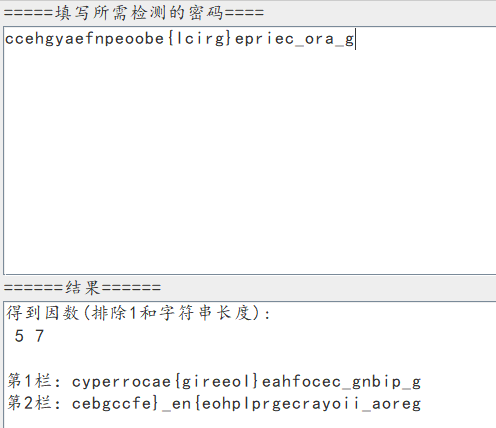 =====填写所需检测的密码====
ccehgyaefnpeoobe{lcirg}epriec_ora_g
======结果======
得到因数(排除1和字符串长度):
5 7
第1栏: cyperrocae{gireeol}eahfocec_gnbip_g
第2栏: cebgccfe}_en{eohplprgecrayoii_aoreg